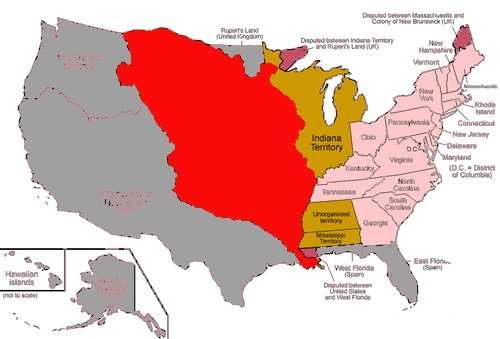 Disputed between Massachusetts and
Colony of New Brunswick (UK)
Rupert's Land
(United Kingdom)
Disputed between Indiana Territory
and Rupert's Land (UK)
New
Hampshire
Vermont
Massachusetts
New
York
Rhode
Island
Connecticut
New Jersey
Delaware
Maryland
(D.C. = District
of Columbia)
Pennsylvania
Ohio
Indiana
Territory
D.C.
Virginia
Kentucky
North
Carolina
Tennessee
South
Carolina
Georgia
Unorganized
territory
Mississippi
Territory
East Florida
(Spain)
West Florida
(Spain)
Disputed between
United States
and West Florida
Hawaiian
islands
(not to scale)